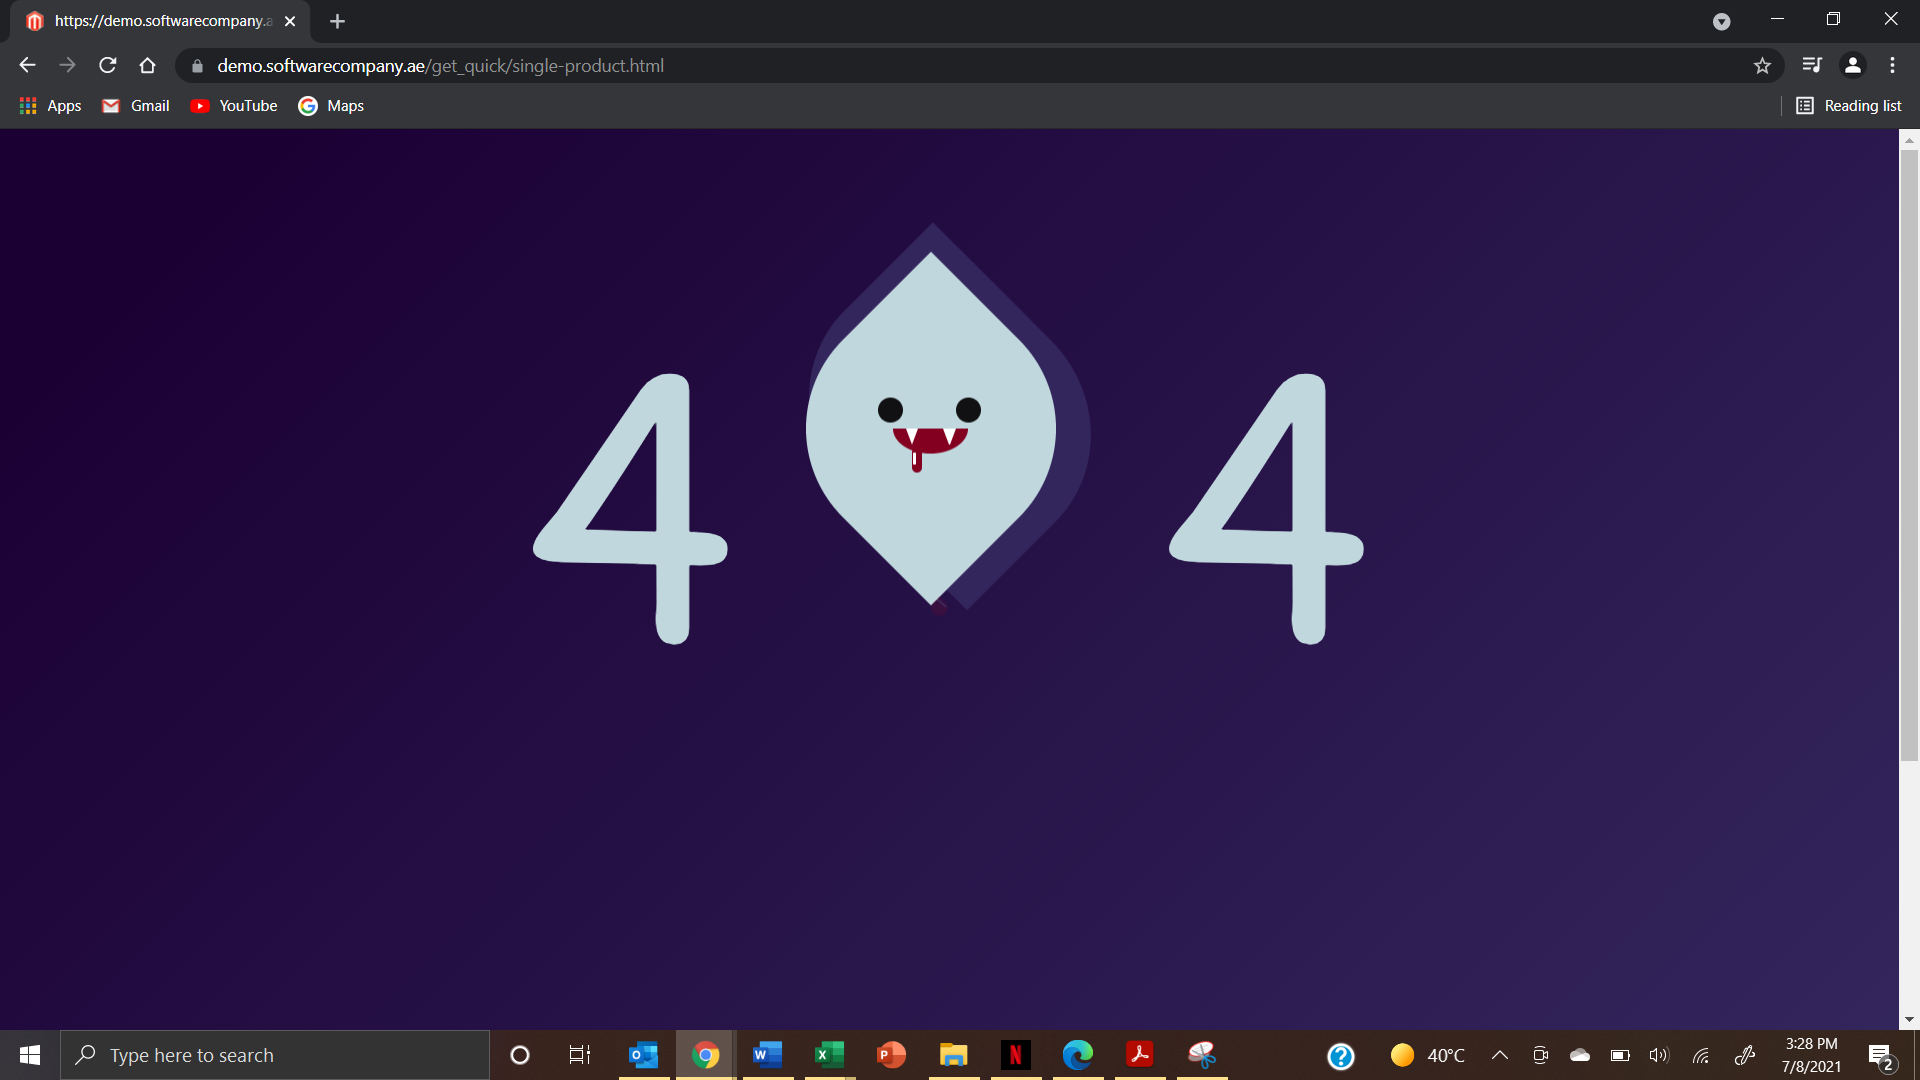 https://demo.softwarecompany.a
demo.softwarecompany.ae/get_quick/single-product.html
Apps
Gmail
YouTube
Maps
Reading list
4
4
Type here to search
40°C
3:28 PM
7/8/2021
2